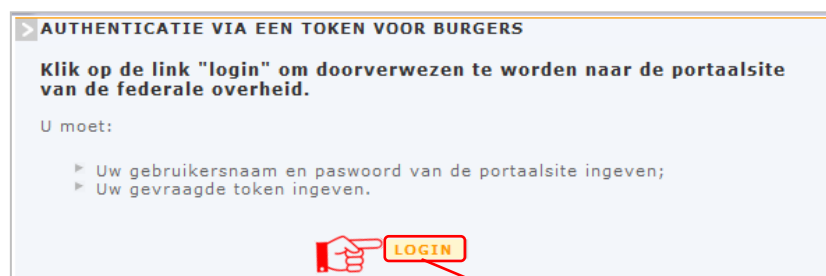 AUTHENTICATIE VIA EEN TOKEN VOOR BURGERS
Klik op de link "login" om doorverwezen te worden naar de portaalsite
van de federale overheid.
U moet:
Uw gebruikersnaam en paswoord van de portaalsite ingeven;
Uw gevraagde token ingeven.
LOGIN